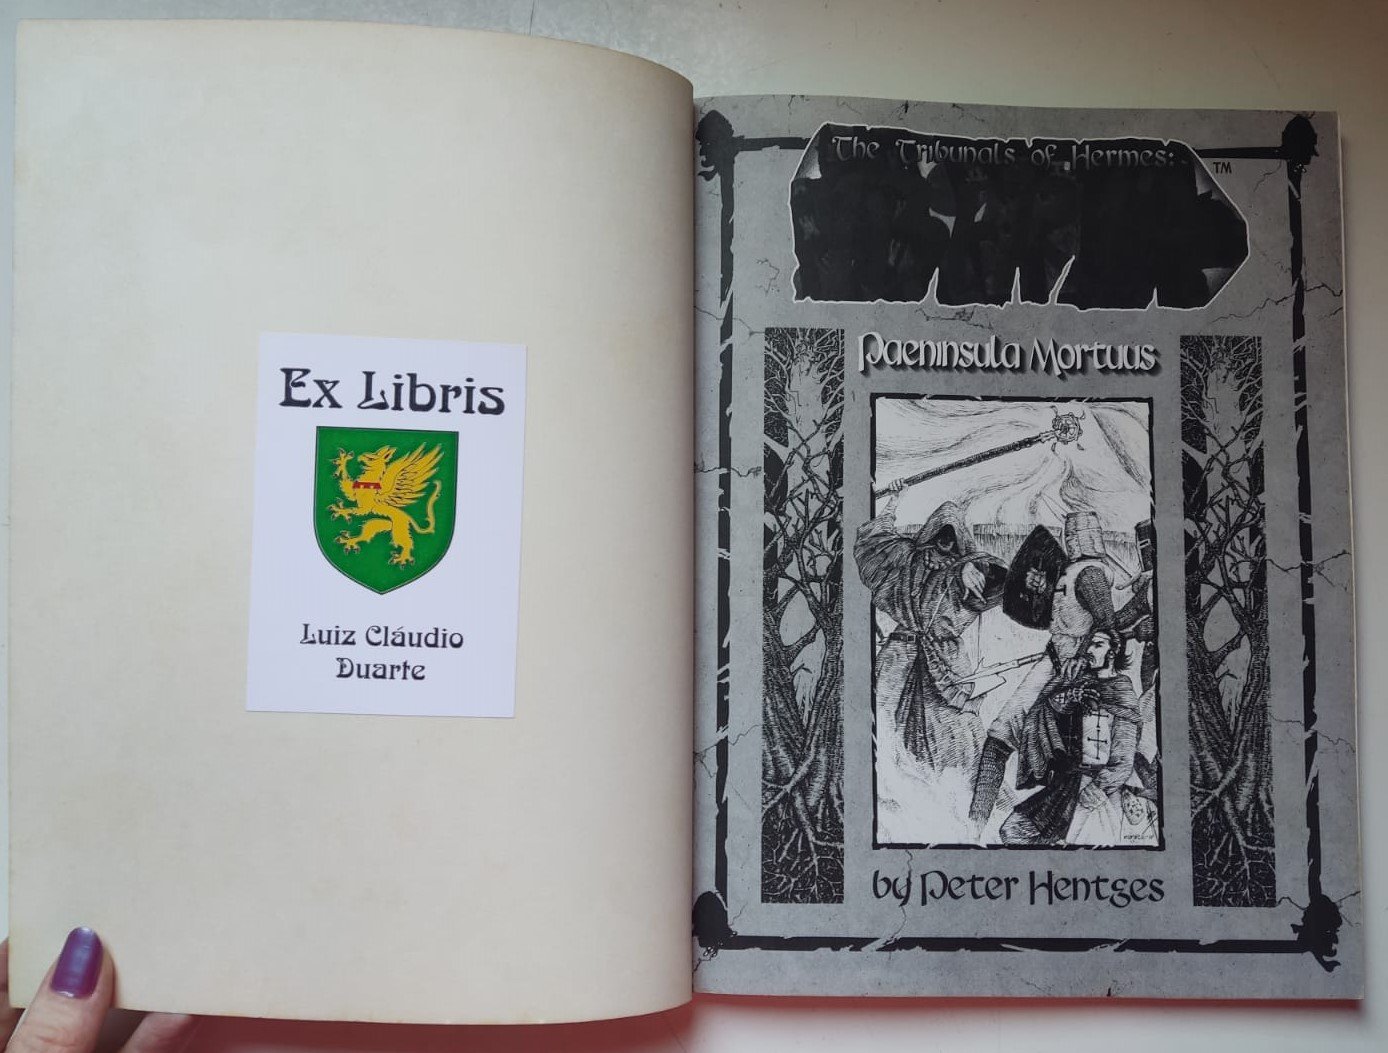 Ex Libris
Luiz Cláudio
Duarte
The Tribunals of Hermes:
TM
Paeninsula Mortuus
by Peter Hentges